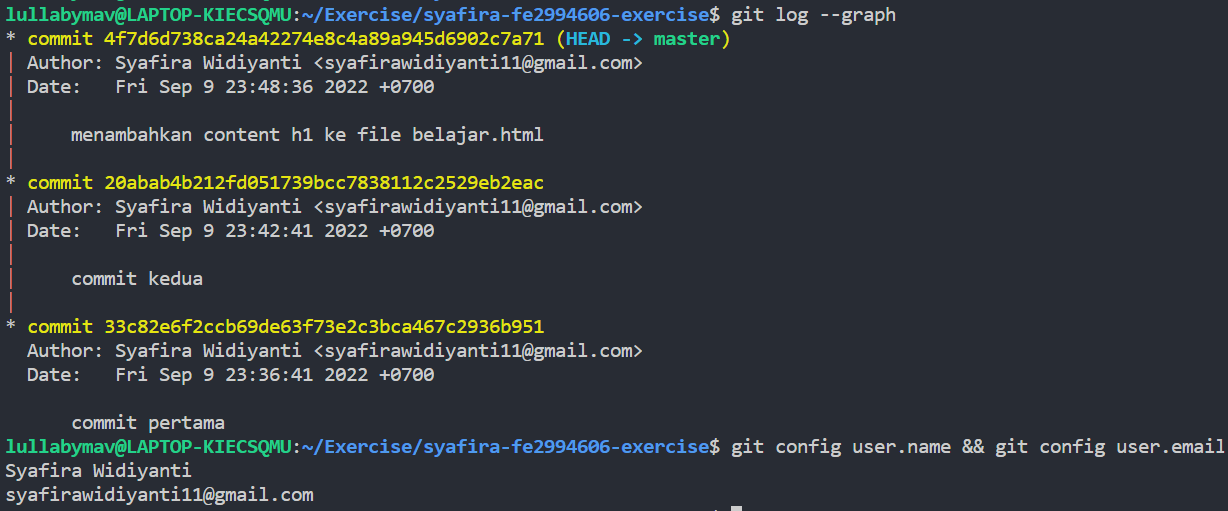 lullabymav@LAPTOP-KIECSQMU:~/Exercise/syafira-fe2994606-exercise$ git log --graph
* commit 4f7d6d738ca24a42274e8c4a89a945d6902c7a71 (HEAD -> master)
| Author: Syafira Widiyanti <syafirawidiyanti11@gmail.com>
| Date:   Fri Sep 9 23:48:36 2022 +0700
|
|     menambahkan content h1 ke file belajar.html
|
* commit 20abab4b212fd051739bcc7838112c2529eb2eac
| Author: Syafira Widiyanti <syafirawidiyanti11@gmail.com>
| Date:   Fri Sep 9 23:42:41 2022 +0700
|
|     commit kedua
|
* commit 33c82e6f2ccb69de63f73e2c3bca467c2936b951
  Author: Syafira Widiyanti <syafirawidiyanti11@gmail.com>
  Date:   Fri Sep 9 23:36:41 2022 +0700

      commit pertama
lullabymav@LAPTOP-KIECSQMU:~/Exercise/syafira-fe2994606-exercise$ git config user.name && git config user.email
Syafira Widiyanti
syafirawidiyanti11@gmail.com